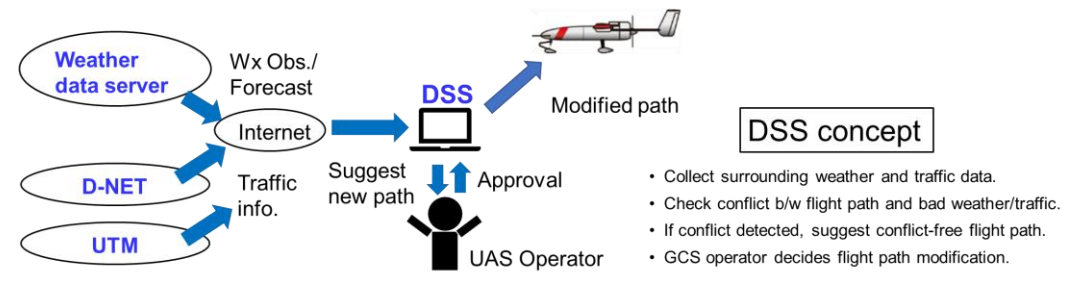 Weather
data server
Wx Obs./
Forecast
DSS
Modified path
Internet
D-NET
Traffic
info.
UTM
Suggest
new path
Approval
UAS Operator
DSS concept
• Collect surrounding weather and traffic data.
• Check conflict b/w flight path and bad weather/traffic.
• If conflict detected, suggest conflict-free flight path.
• GCS operator decides flight path modification.